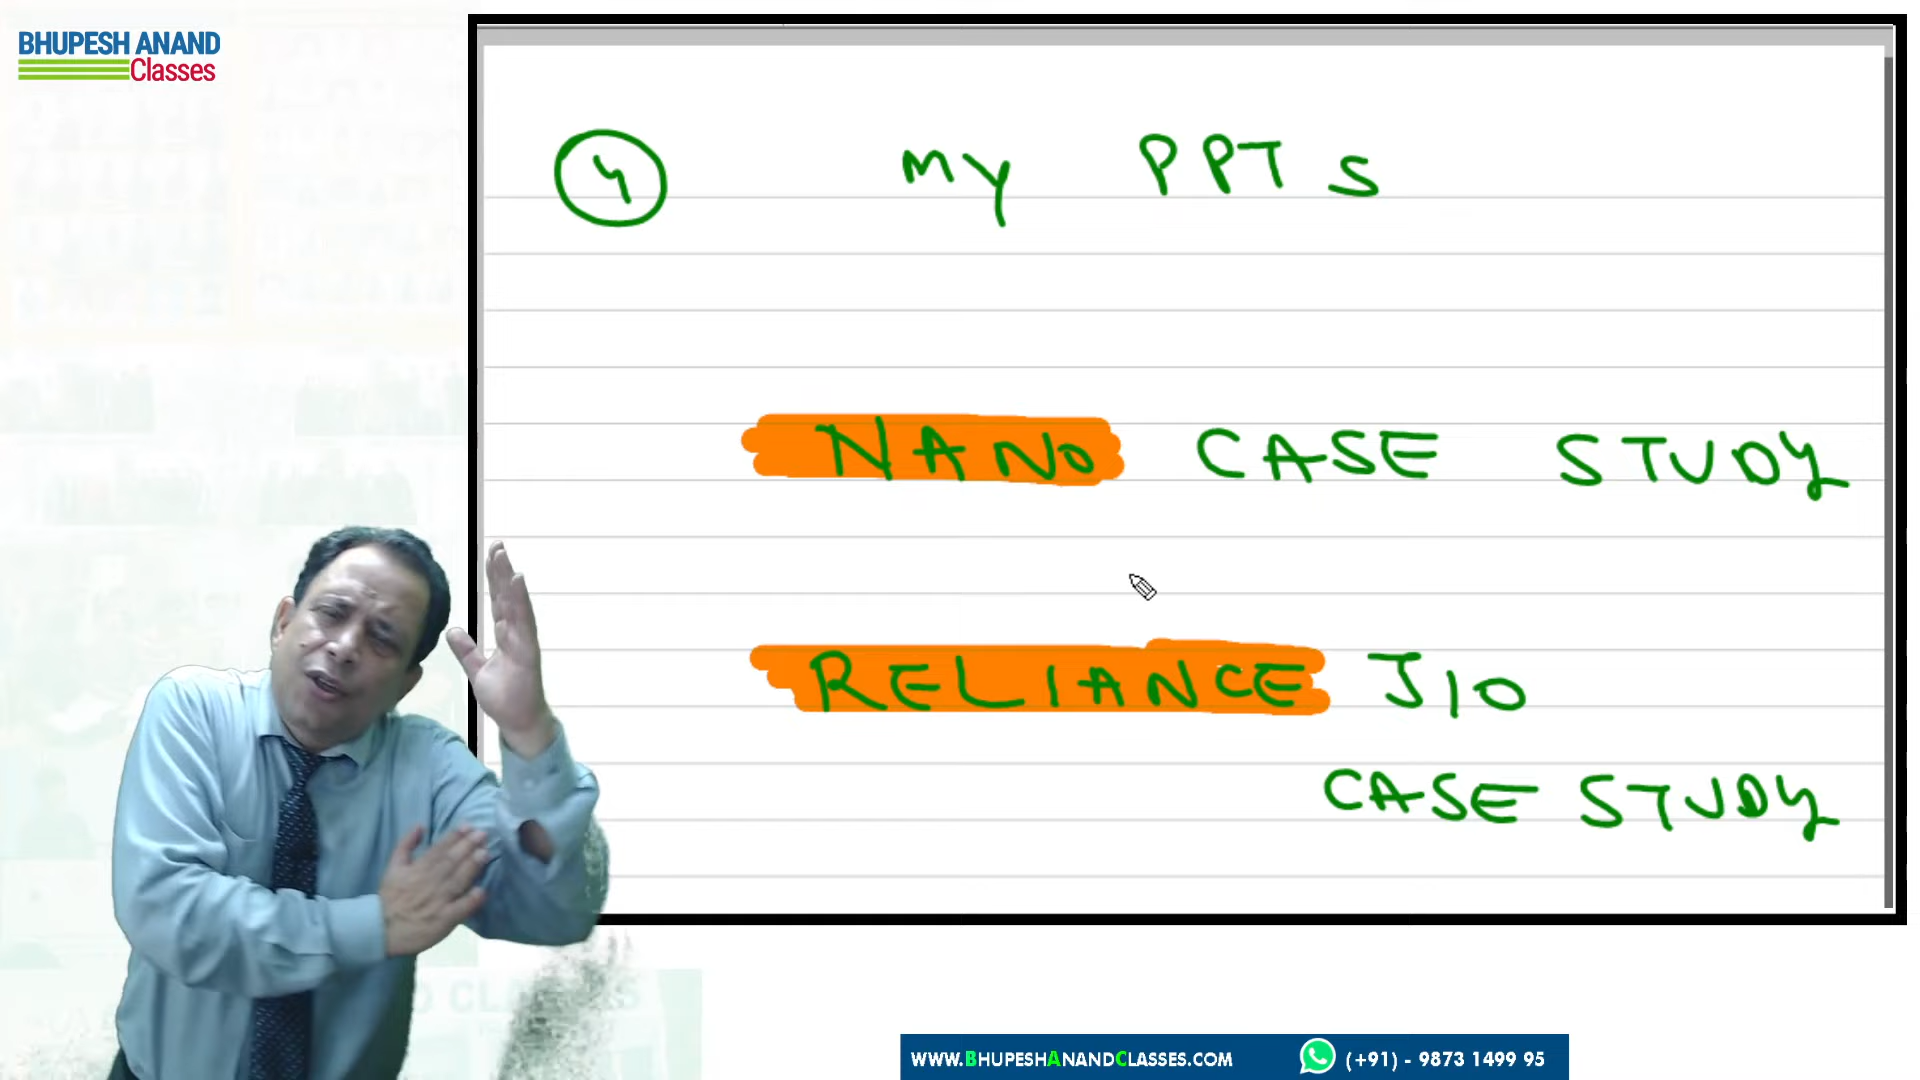 BHUPESH ANAND
Classes
4 MY PPTS
NANO CASE STUDY
RELIANCE JIO
CASE STUDY
WWW.BHUPESHANANDCLASSES.COM (+91) - 9873 1499 95